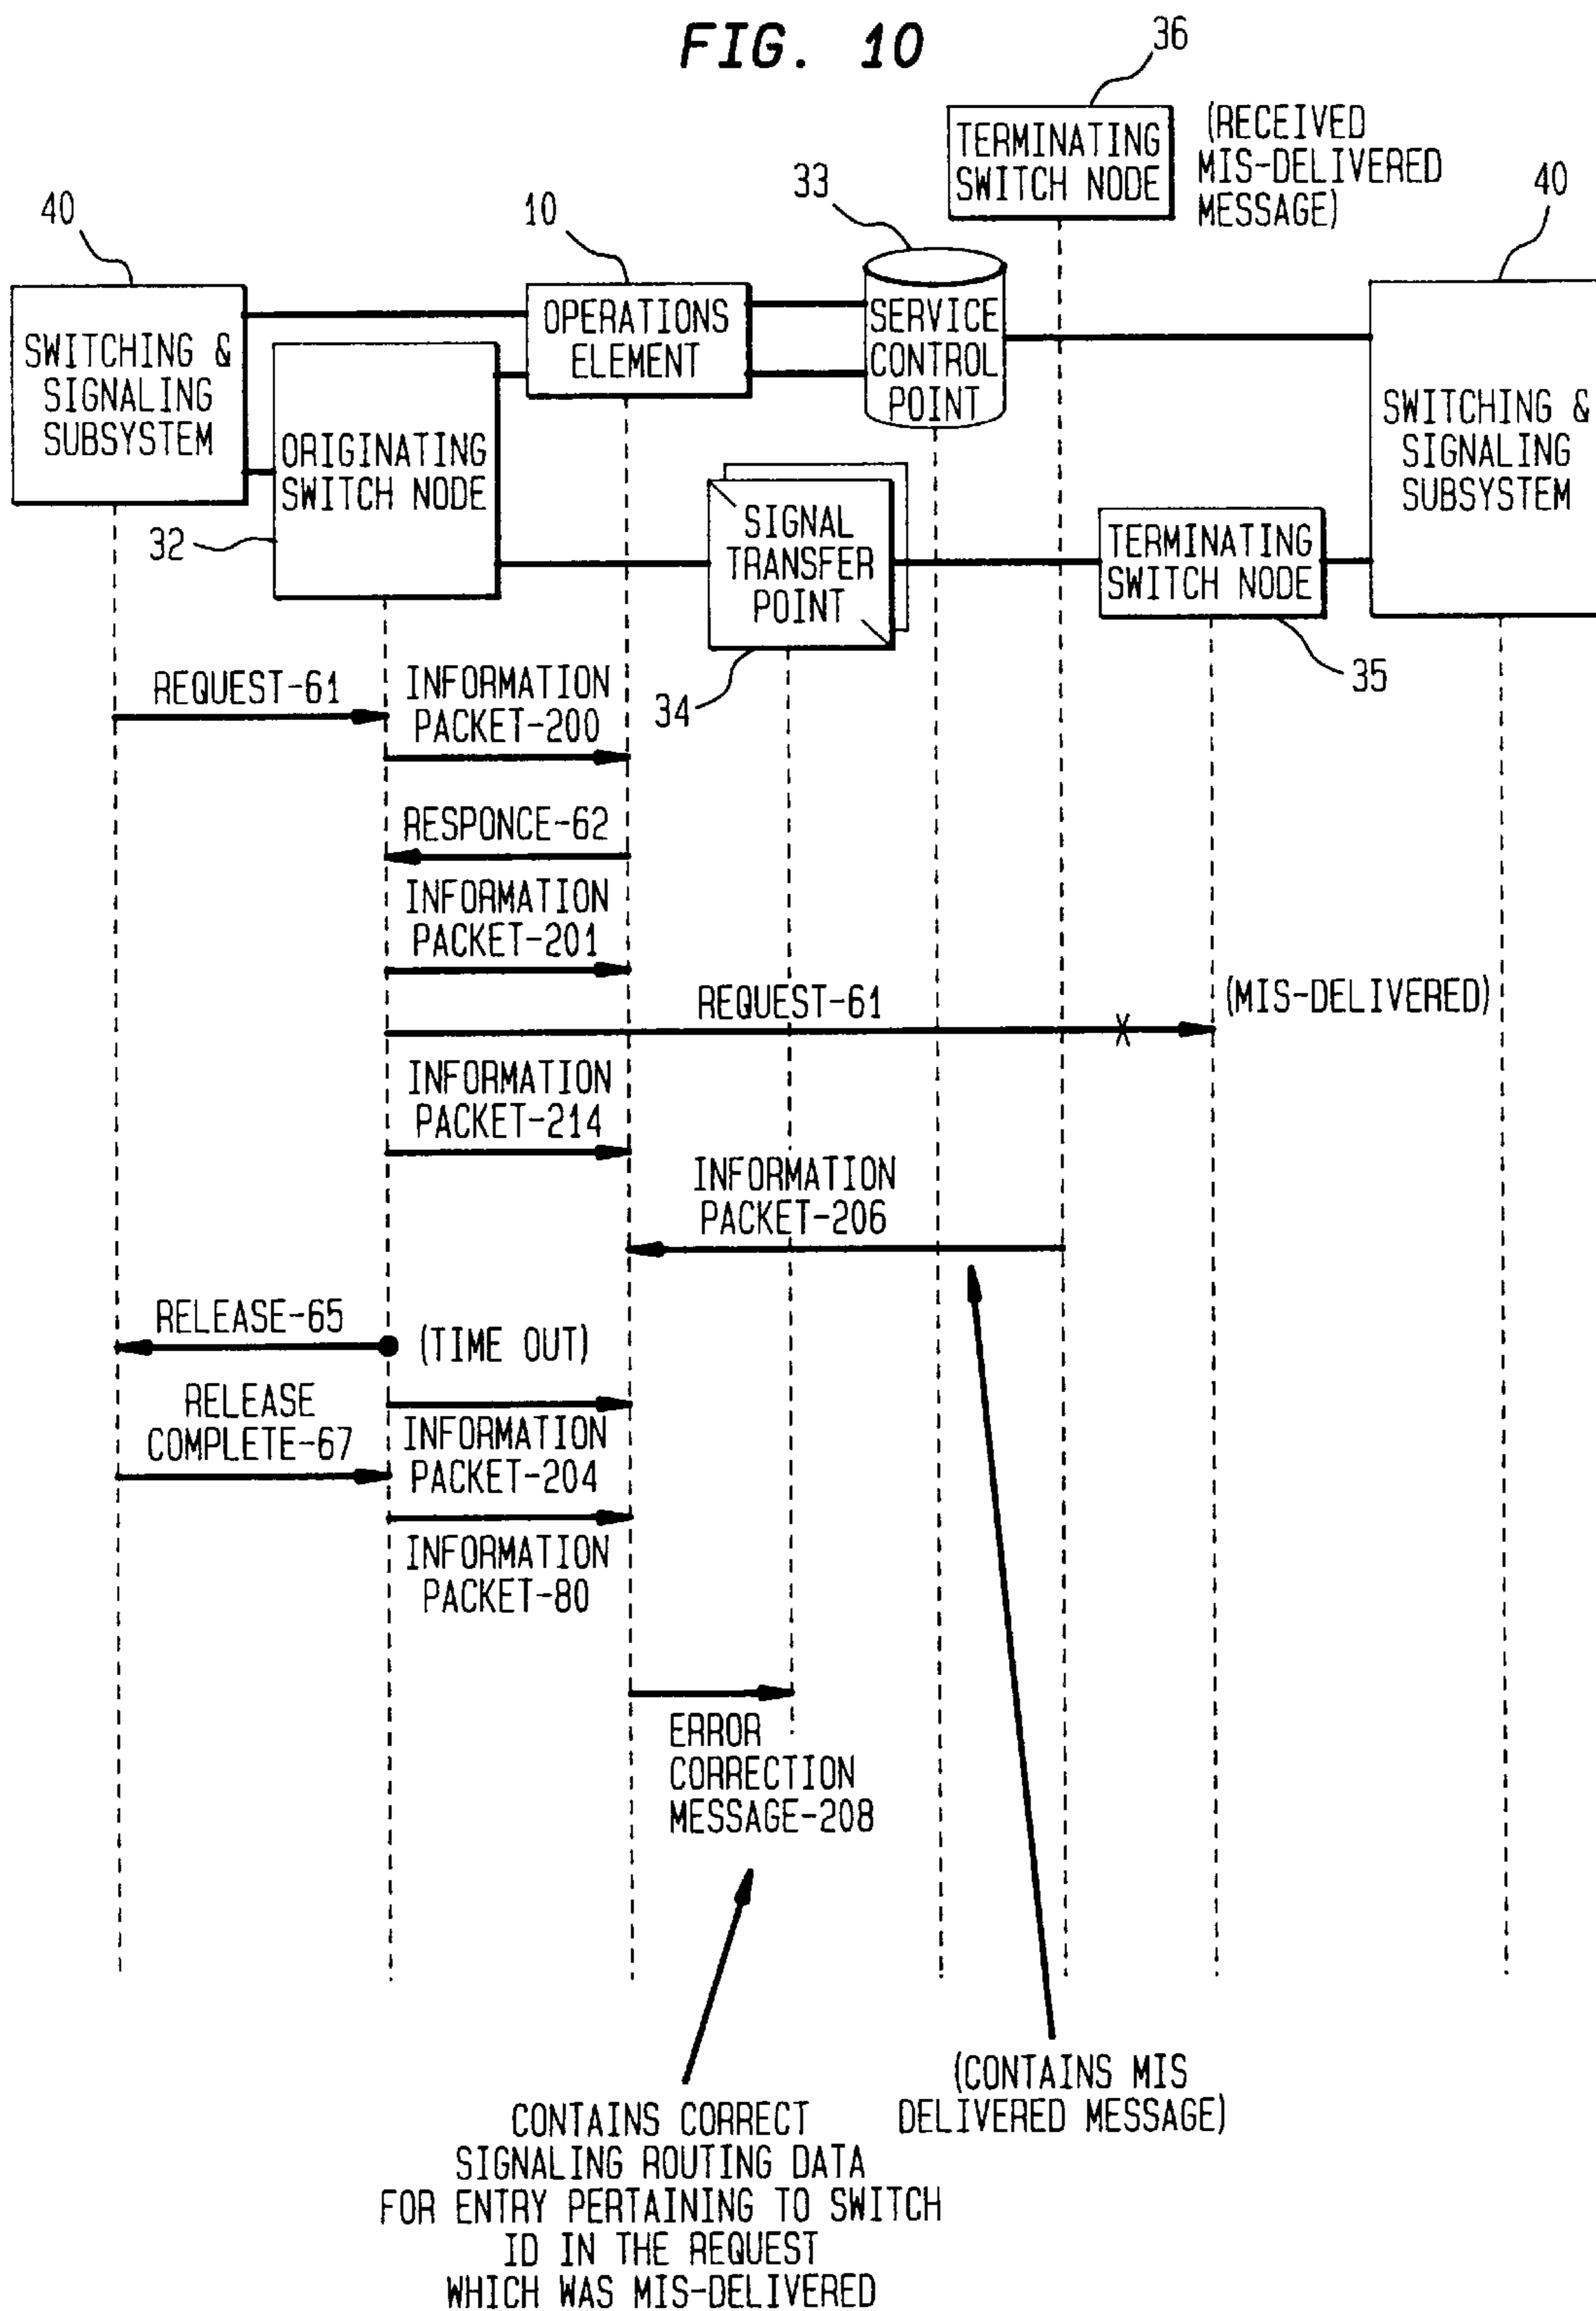 FIG. 10
36
TERMINATING
SWITCH NODE
(RECEIVED
MIS-DELIVERED
MESSAGE)
40
10
33
40
SWITCHING &
SIGNALING
SUBSYSTEM
ORIGINATING
SWITCH NODE
32
OPERATIONS
ELEMENT
SERVICE
CONTROL
POINT
SIGNAL
TRANSFER
POINT
34
TERMINATING
SWITCH NODE
35
SWITCHING &
SIGNALING
SUBSYSTEM
REQUEST-61
INFORMATION
PACKET-200
RESPONCE-62
INFORMATION
PACKET-201
REQUEST-61
X
(MIS-DELIVERED)
INFORMATION
PACKET-214
INFORMATION
PACKET-206
RELEASE-65
(TIME OUT)
RELEASE
COMPLETE-67
INFORMATION
PACKET-204
INFORMATION
PACKET-80
ERROR
CORRECTION
MESSAGE-208
(CONTAINS MIS
DELIVERED MESSAGE)
CONTAINS CORRECT
SIGNALING ROUTING DATA
FOR ENTRY PERTAINING TO SWITCH
ID IN THE REQUEST
WHICH WAS MIS-DELIVERED